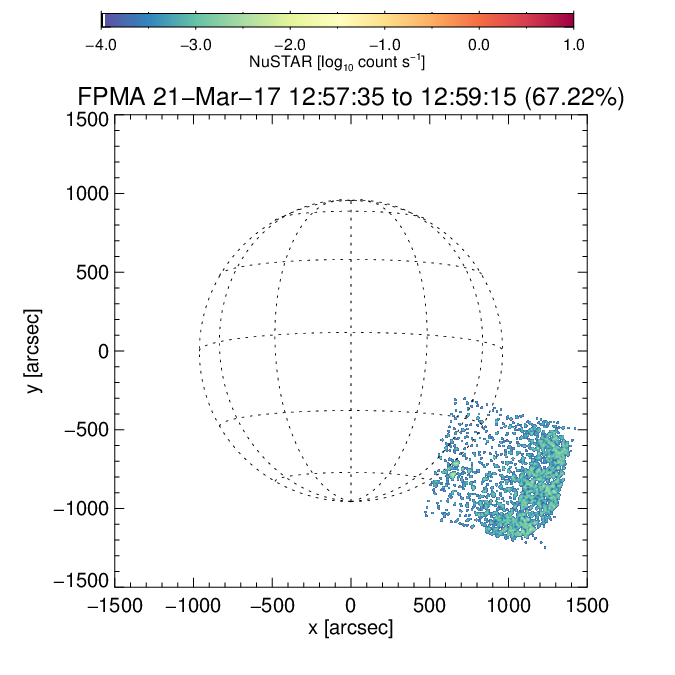 −4.0 −3.0 −2.0 −1.0 0.0 1.0
NuSTAR [log₁₀ count s⁻¹]
FPMA 21−Mar−17 12:57:35 to 12:59:15 (67.22%)
1500
1000
500
0
−500
−1000
−1500
y [arcsec]
−1500 −1000 −500 0 500 1000 1500
x [arcsec]